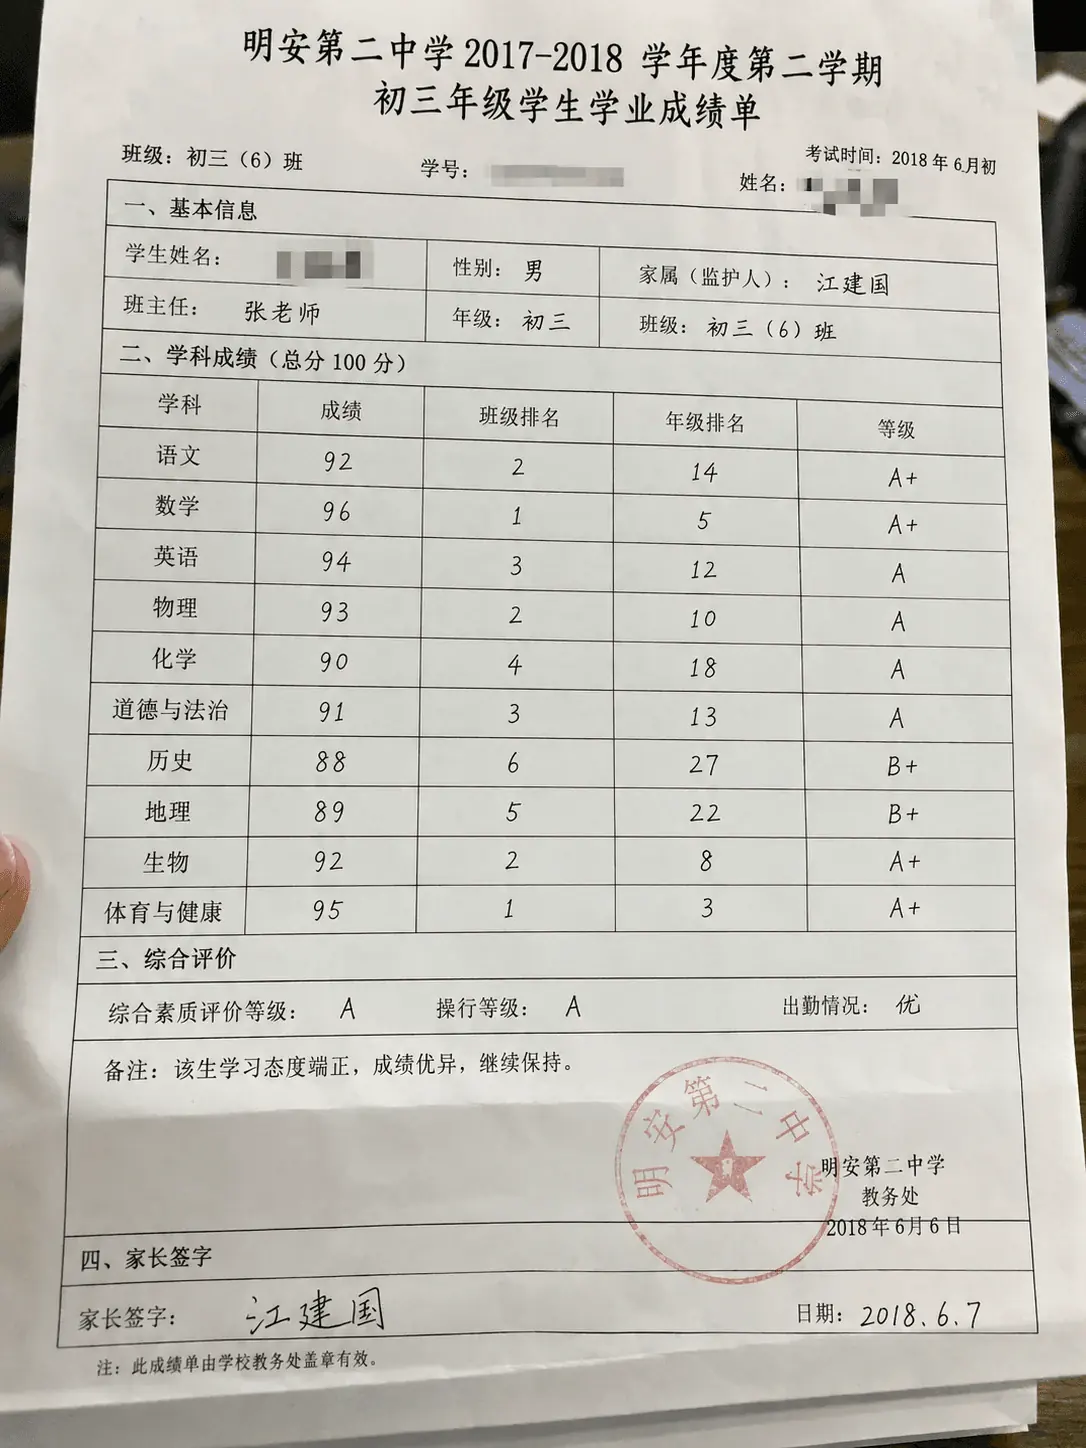 明安第二中学2017-2018 学年度第二学期
初三年级学生学业成绩单
班级：初三（6）班 学号： 考试时间：2018年6月初
姓名：
一、基本信息
学生姓名： 性别：男 家属（监护人）：江建国
班主任：张老师 年级：初三 班级：初三（6）班
二、学科成绩（总分100分）
学科 成绩 班级排名 年级排名 等级
语文 92 2 14 A+
数学 96 1 5 A+
英语 94 3 12 A
物理 93 2 10 A
化学 90 4 18 A
道德与法治 91 3 13 A
历史 88 6 27 B+
地理 89 5 22 B+
生物 92 2 8 A+
体育与健康 95 1 3 A+
三、综合评价
综合素质评价等级：A 操行等级：A 出勤情况：优
备注：该生学习态度端正，成绩优异，继续保持。
明安第二中学
明安第二中学
教务处
2018年6月6日
四、家长签字
家长签字：江建国 日期：2018.6.7
注：此成绩单由学校教务处盖章有效。